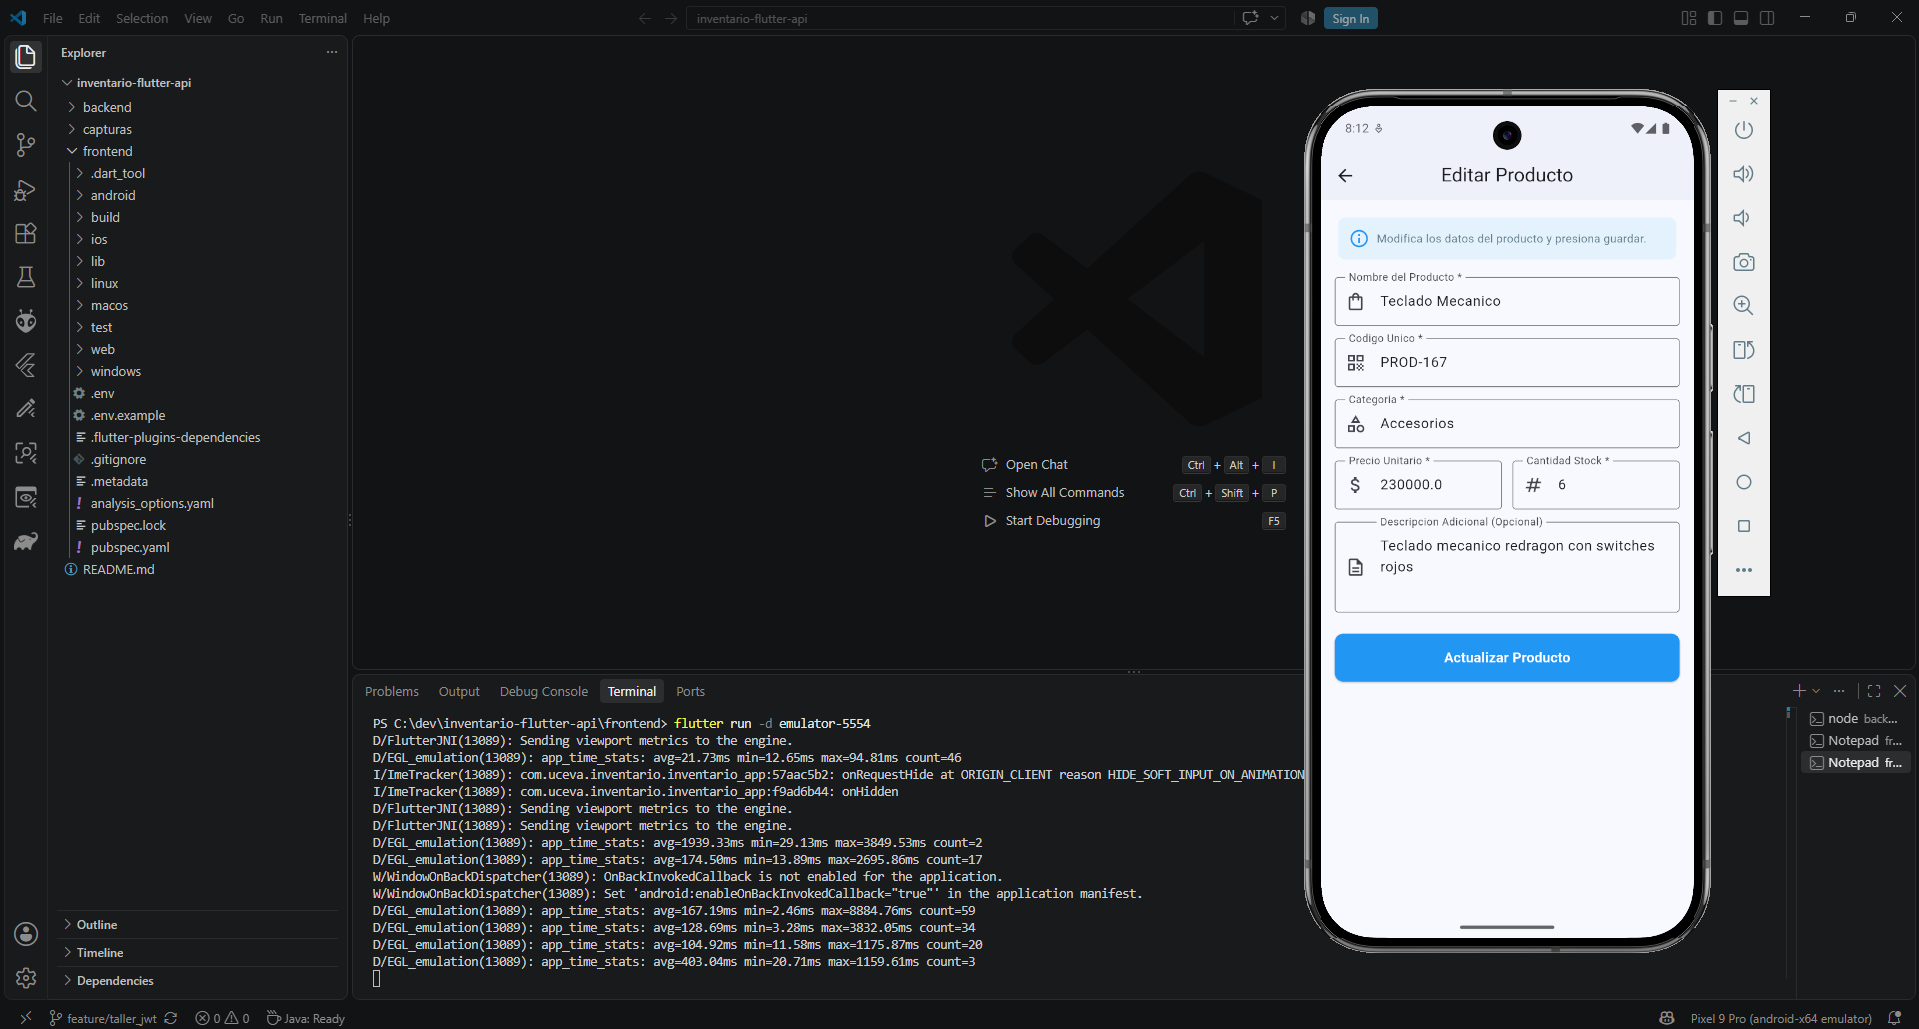 File Edit Selection View Go Run Terminal Help
inventario-flutter-api
Sign In
Explorer
inventario-flutter-api
backend
capturas
frontend
.dart_tool
android
build
ios
lib
linux
macos
test
web
windows
.env
.env.example
.flutter-plugins-dependencies
.gitignore
.metadata
analysis_options.yaml
pubspec.lock
pubspec.yaml
README.md
Outline
Timeline
Dependencies
Open Chat Ctrl + Alt + I
Show All Commands Ctrl + Shift + P
Start Debugging F5
8:12
Editar Producto
Modifica los datos del producto y presiona guardar.
Nombre del Producto *
Teclado Mecanico
Codigo Unico *
PROD-167
Categoria *
Accesorios
Precio Unitario * Cantidad Stock *
$ 230000.0 # 6
Descripcion Adicional (Opcional)
Teclado mecanico redragon con switches
rojos
Actualizar Producto
Problems Output Debug Console Terminal Ports
PS C:\dev\inventario-flutter-api\frontend> flutter run -d emulator-5554
D/FlutterJNI(13089): Sending viewport metrics to the engine.
D/EGL_emulation(13089): app_time_stats: avg=21.73ms min=12.65ms max=94.81ms count=46
I/ImeTracker(13089): com.uceva.inventario.inventario_app:57aac5b2: onRequestHide at ORIGIN_CLIENT reason HIDE_SOFT_INPUT_ON_ANIMATION
I/ImeTracker(13089): com.uceva.inventario.inventario_app:f9ad6b44: onHidden
D/FlutterJNI(13089): Sending viewport metrics to the engine.
D/FlutterJNI(13089): Sending viewport metrics to the engine.
D/EGL_emulation(13089): app_time_stats: avg=1939.33ms min=29.13ms max=3849.53ms count=2
D/EGL_emulation(13089): app_time_stats: avg=174.50ms min=13.89ms max=2695.86ms count=17
W/WindowOnBackDispatcher(13089): OnBackInvokedCallback is not enabled for the application.
W/WindowOnBackDispatcher(13089): Set 'android:enableOnBackInvokedCallback="true"' in the application manifest.
D/EGL_emulation(13089): app_time_stats: avg=167.19ms min=2.46ms max=8884.76ms count=59
D/EGL_emulation(13089): app_time_stats: avg=128.69ms min=3.28ms max=3832.05ms count=34
D/EGL_emulation(13089): app_time_stats: avg=104.92ms min=11.58ms max=1175.87ms count=20
D/EGL_emulation(13089): app_time_stats: avg=403.04ms min=20.71ms max=1159.61ms count=3
node back...
Notepad fr...
Notepad fr...
feature/taller_jwt 0 0 Java: Ready
Pixel 9 Pro (android-x64 emulator)